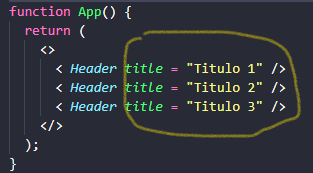 function App() {
return (
<>
< Header title = "Titulo 1" />
< Header title = "Titulo 2" />
< Header title = "Titulo 3" />
</>
);
}